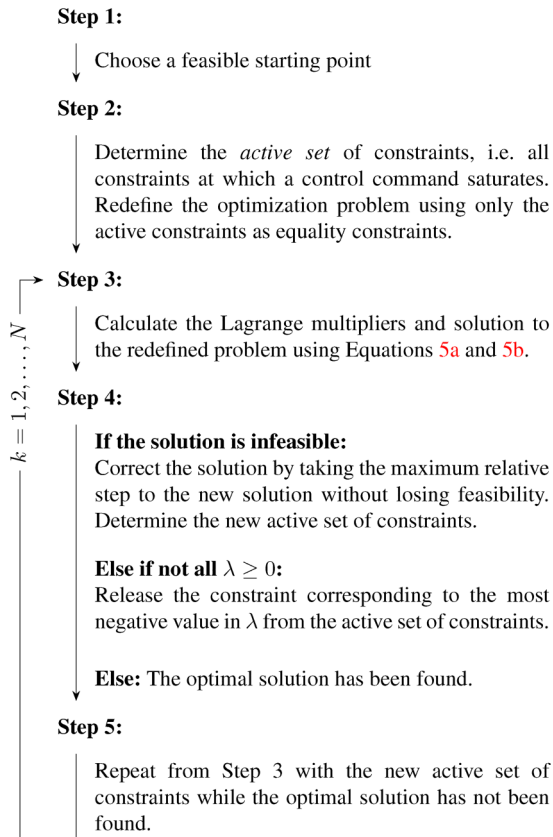 Step 1:
Choose a feasible starting point
Step 2:
Determine the active set of constraints, i.e. all
constraints at which a control command saturates.
Redefine the optimization problem using only the
active constraints as equality constraints.
Step 3:
Calculate the Lagrange multipliers and solution to
the redefined problem using Equations 5a and 5b.
k = 1, 2, . . . , N
Step 4:
If the solution is infeasible:
Correct the solution by taking the maximum relative
step to the new solution without losing feasibility.
Determine the new active set of constraints.
Else if not all λ ≥ 0:
Release the constraint corresponding to the most
negative value in λ from the active set of constraints.
Else: The optimal solution has been found.
Step 5:
Repeat from Step 3 with the new active set of
constraints while the optimal solution has not been
found.